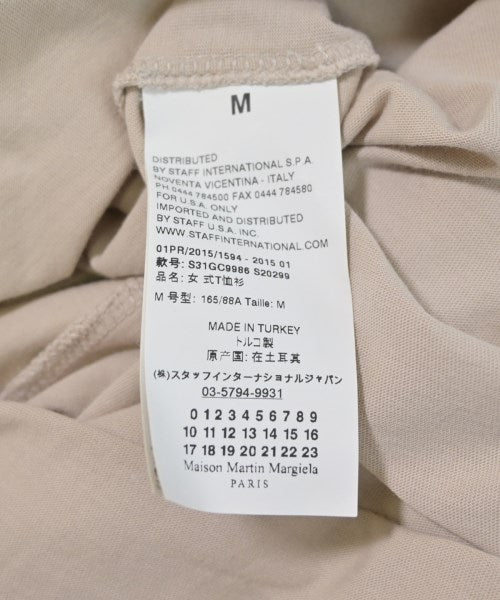 M
DISTRIBUTED
BY STAFF INTERNATIONAL S.P.A.
NOVENTA VICENTINA - ITALY
PH 0444 784500 FAX 0444 784580
FOR U.S.A. ONLY
IMPORTED AND DISTRIBUTED
BY STAFF U.S.A. INC.
WWW.STAFFINTERNATIONAL.COM
01PR/2015/1594 - 2015 01
款号: S31GC9986 S20299
品名: 女 式T恤衫
M 号型: 165/88A Taille: M
MADE IN TURKEY
トルコ製
原产国: 在土耳其
(株)スタッフインターナショナルジャパン
03-5794-9931
0 1 2 3 4 5 6 7 8 9
10 11 12 13 14 15 16
17 18 19 20 21 22 23
Maison Martin Margiela
PARIS